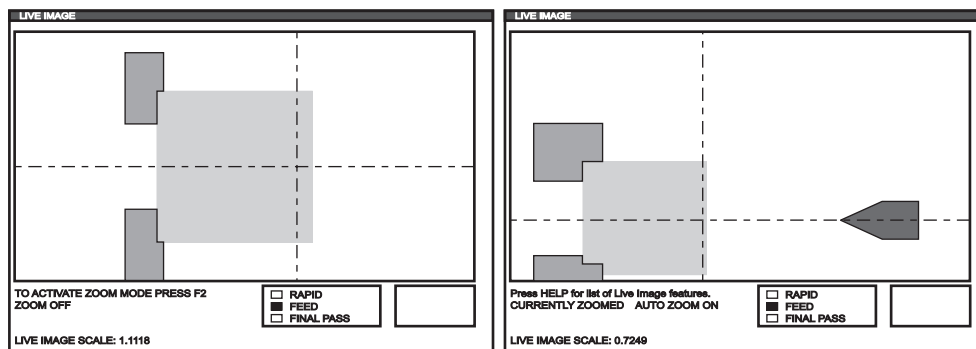 LIVE IMAGE
TO ACTIVATE ZOOM MODE PRESS F2
ZOOM OFF
RAPID
FEED
FINAL PASS
LIVE IMAGE SCALE: 1.1118
LIVE IMAGE
Press HELP for list of Live Image features.
CURRENTLY ZOOMED AUTO ZOOM ON
RAPID
FEED
FINAL PASS
LIVE IMAGE SCALE: 0.7249